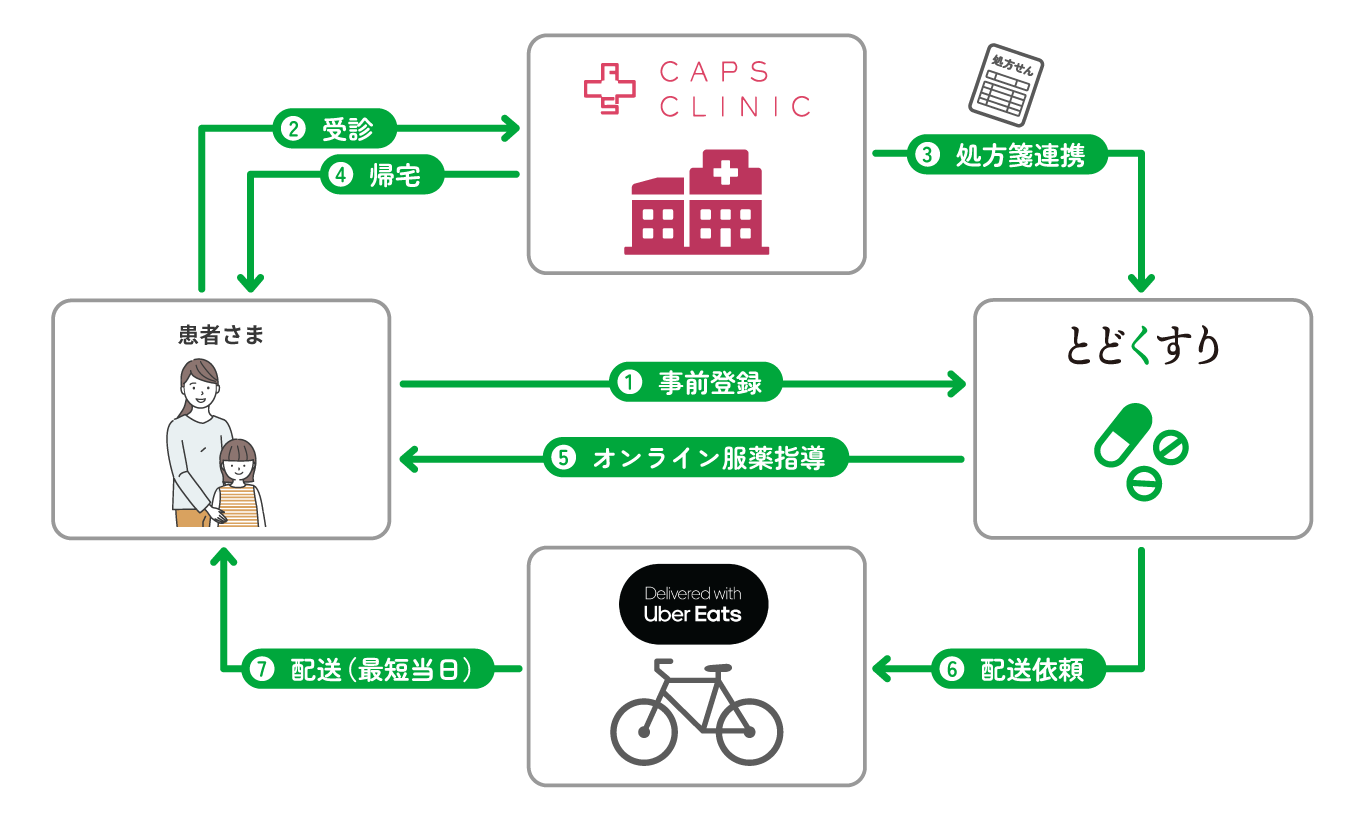 CAPS
CLINIC
処方せん
❷ 受診
❸ 処方箋連携
❹ 帰宅
患者さま
とどくすり
❶ 事前登録
❺ オンライン服薬指導
Delivered with
Uber Eats
❼ 配送(最短当日)
❻ 配送依頼